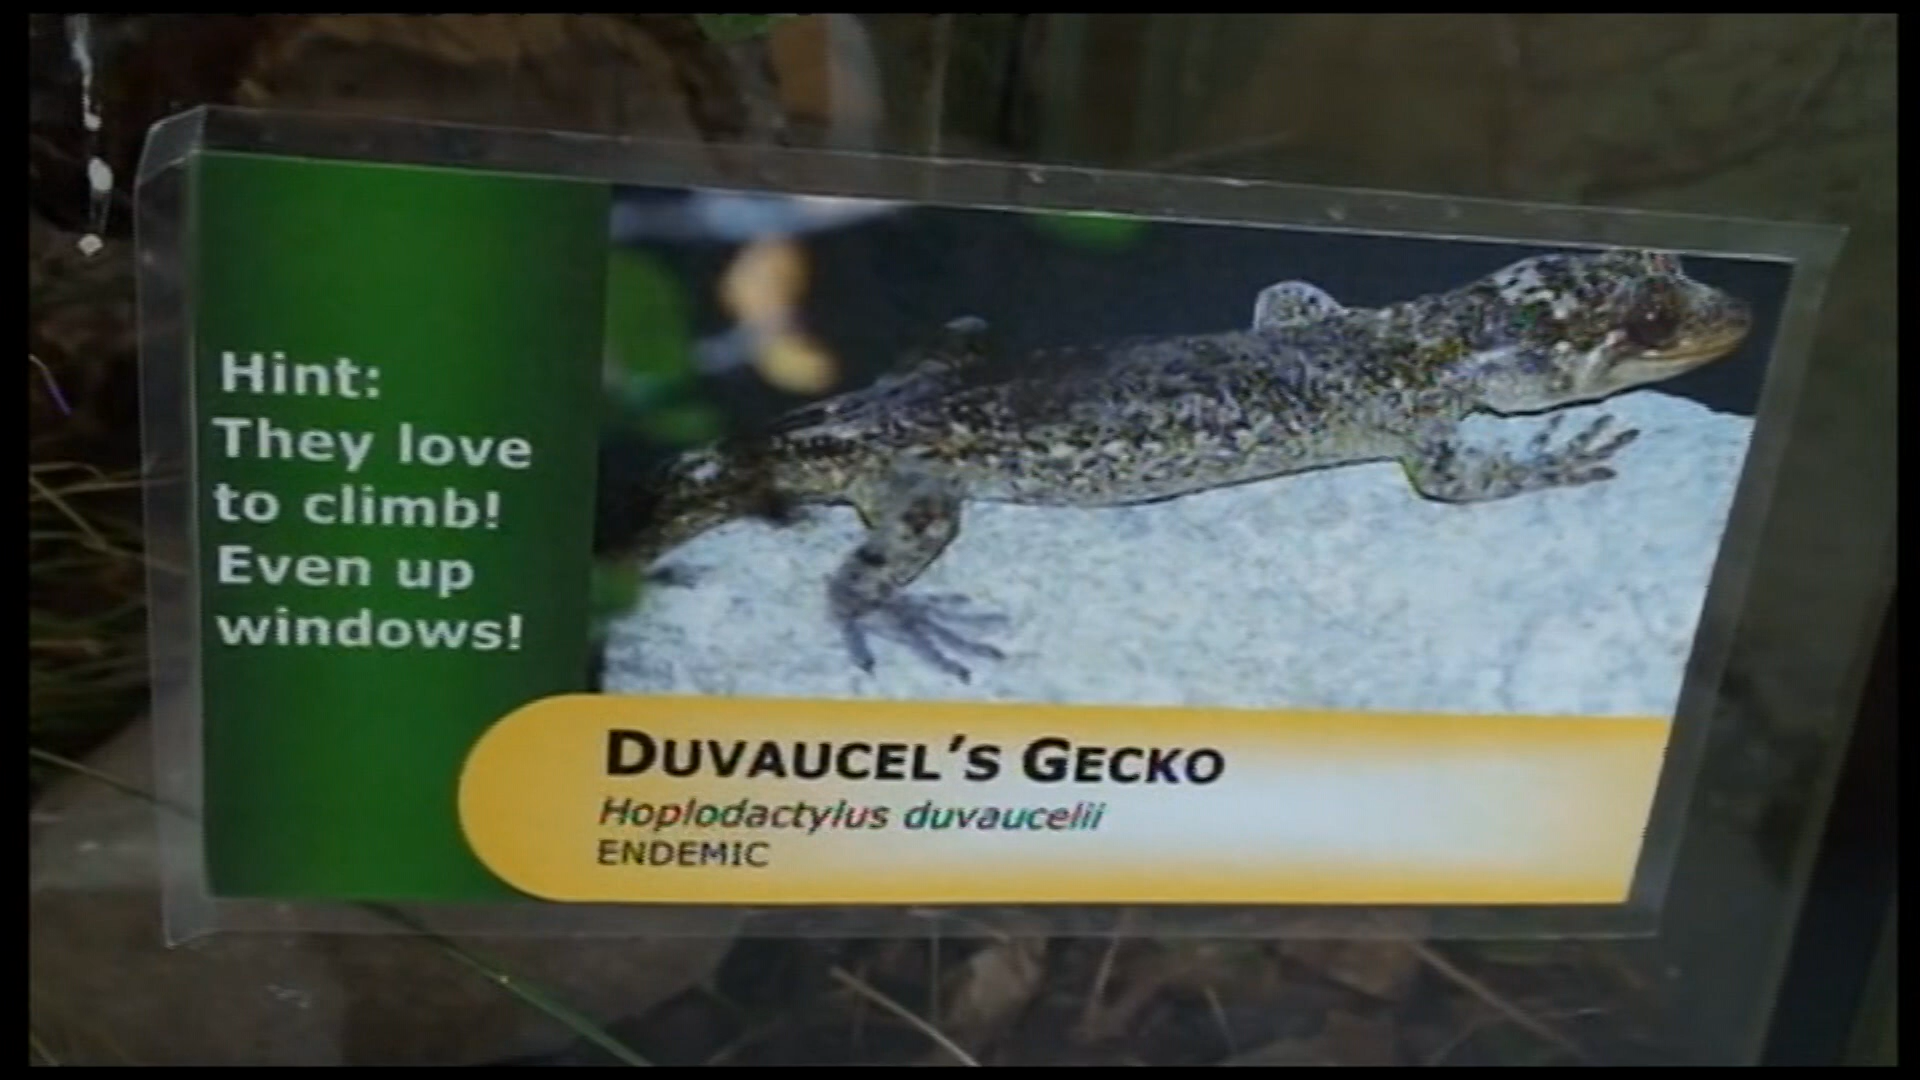 Hint:
They love
to climb!
Even up
windows!
DUVAUCEL'S GECKO
Hoplodactylus duvaucelii
ENDEMIC